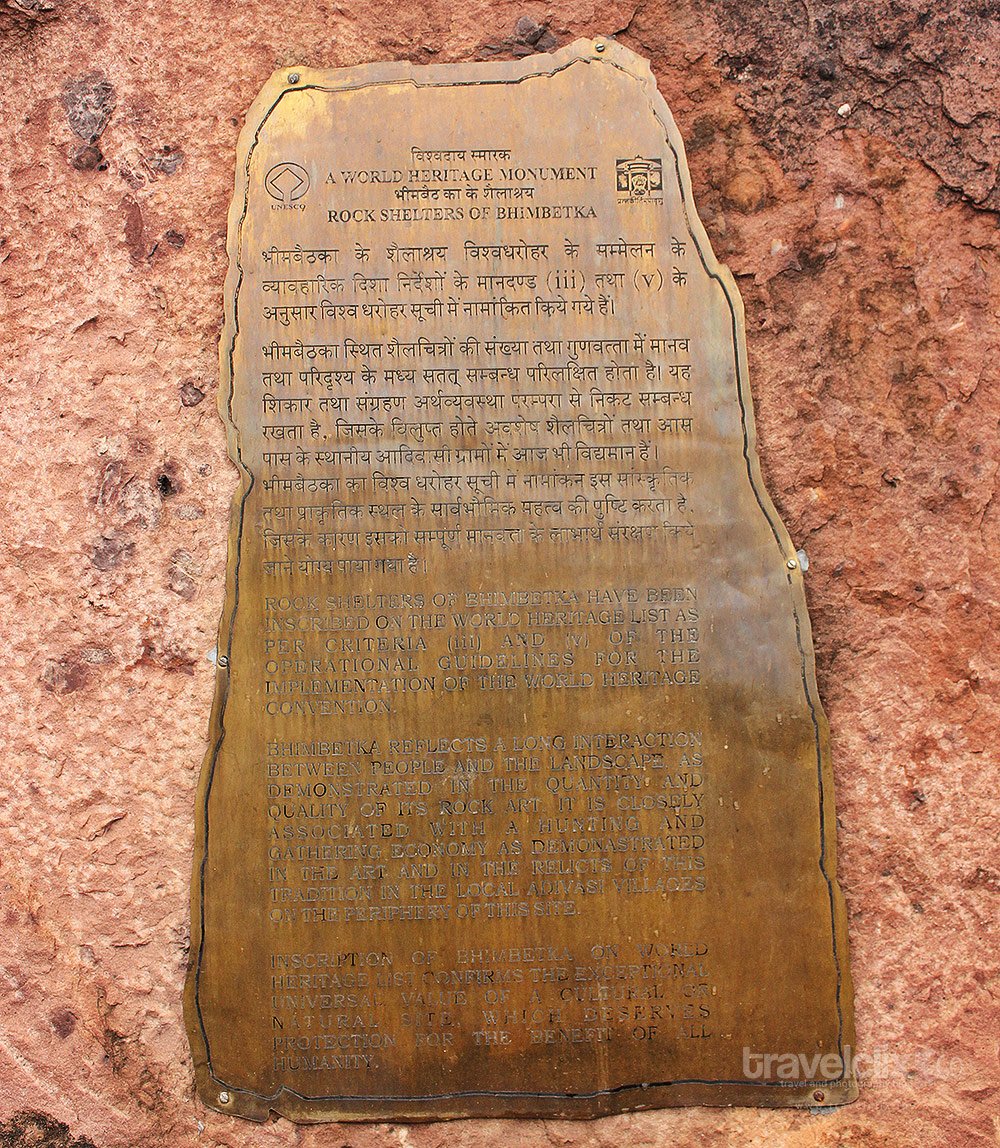 विश्वदाय स्मारक
A WORLD HERITAGE MONUMENT
भीमबैठका के शैलाश्रय
ROCK SHELTERS OF BHIMBETKA
UNESCO
भीमबैठका के शैलाश्रय विश्वधरोहर के सम्मेलन के
व्यावहारिक दिशा निर्देशों के मानदण्ड (iii) तथा (v) के
अनुसार विश्व धरोहर सूची में नामांकित किये गये हैं।
भीमबैठका स्थित शैलचित्रों की संख्या तथा गुणवत्ता में मानव
तथा परिदृश्य के मध्य सतत् सम्बन्ध परिलक्षित होता है। यह
शिकार तथा संग्रहण अर्थव्यवस्था परम्परा से निकट सम्बन्ध
रखता है, जिसके विलुप्त होते अवशेष शैलचित्रों तथा आस
पास के स्थानीय आदिवासी ग्रामों में आज भी विद्यमान हैं।
भीमबैठका का विश्व धरोहर सूची में नामांकन इस सांस्कृतिक
तथा प्राकृतिक स्थल के सार्वभौमिक महत्व की पुष्टि करता है,
जिसके कारण इसको सम्पूर्ण मानवता के लाभार्थ संरक्षण किये
जाने योग्य पाया गया है।
ROCK SHELTERS OF BHIMBETKA HAVE BEEN
INSCRIBED ON THE WORLD HERITAGE LIST AS
PER CRITERIA (iii) AND (v) OF THE
OPERATIONAL GUIDELINES FOR THE
IMPLEMENTATION OF THE WORLD HERITAGE
CONVENTION.
BHIMBETKA REFLECTS A LONG INTERACTION
BETWEEN PEOPLE AND THE LANDSCAPE, AS
DEMONSTRATED IN THE QUANTITY AND
QUALITY OF ITS ROCK ART. IT IS CLOSELY
ASSOCIATED WITH A HUNTING AND
GATHERING ECONOMY AS DEMONASTRATED
IN THE ART AND IN THE RELICTS OF THIS
TRADITION IN THE LOCAL ADIVASI VILLAGES
ON THE PERIPHERY OF THIS SITE.
INSCRIPTION OF BHIMBETKA ON WORLD
HERITAGE LIST CONFIRMS THE EXCEPTIONAL
UNIVERSAL VALUE OF A CULTURAL OR
NATURAL SITE, WHICH DESERVES
PROTECTION FOR THE BENEFIT OF ALL
HUMANITY.
travel and